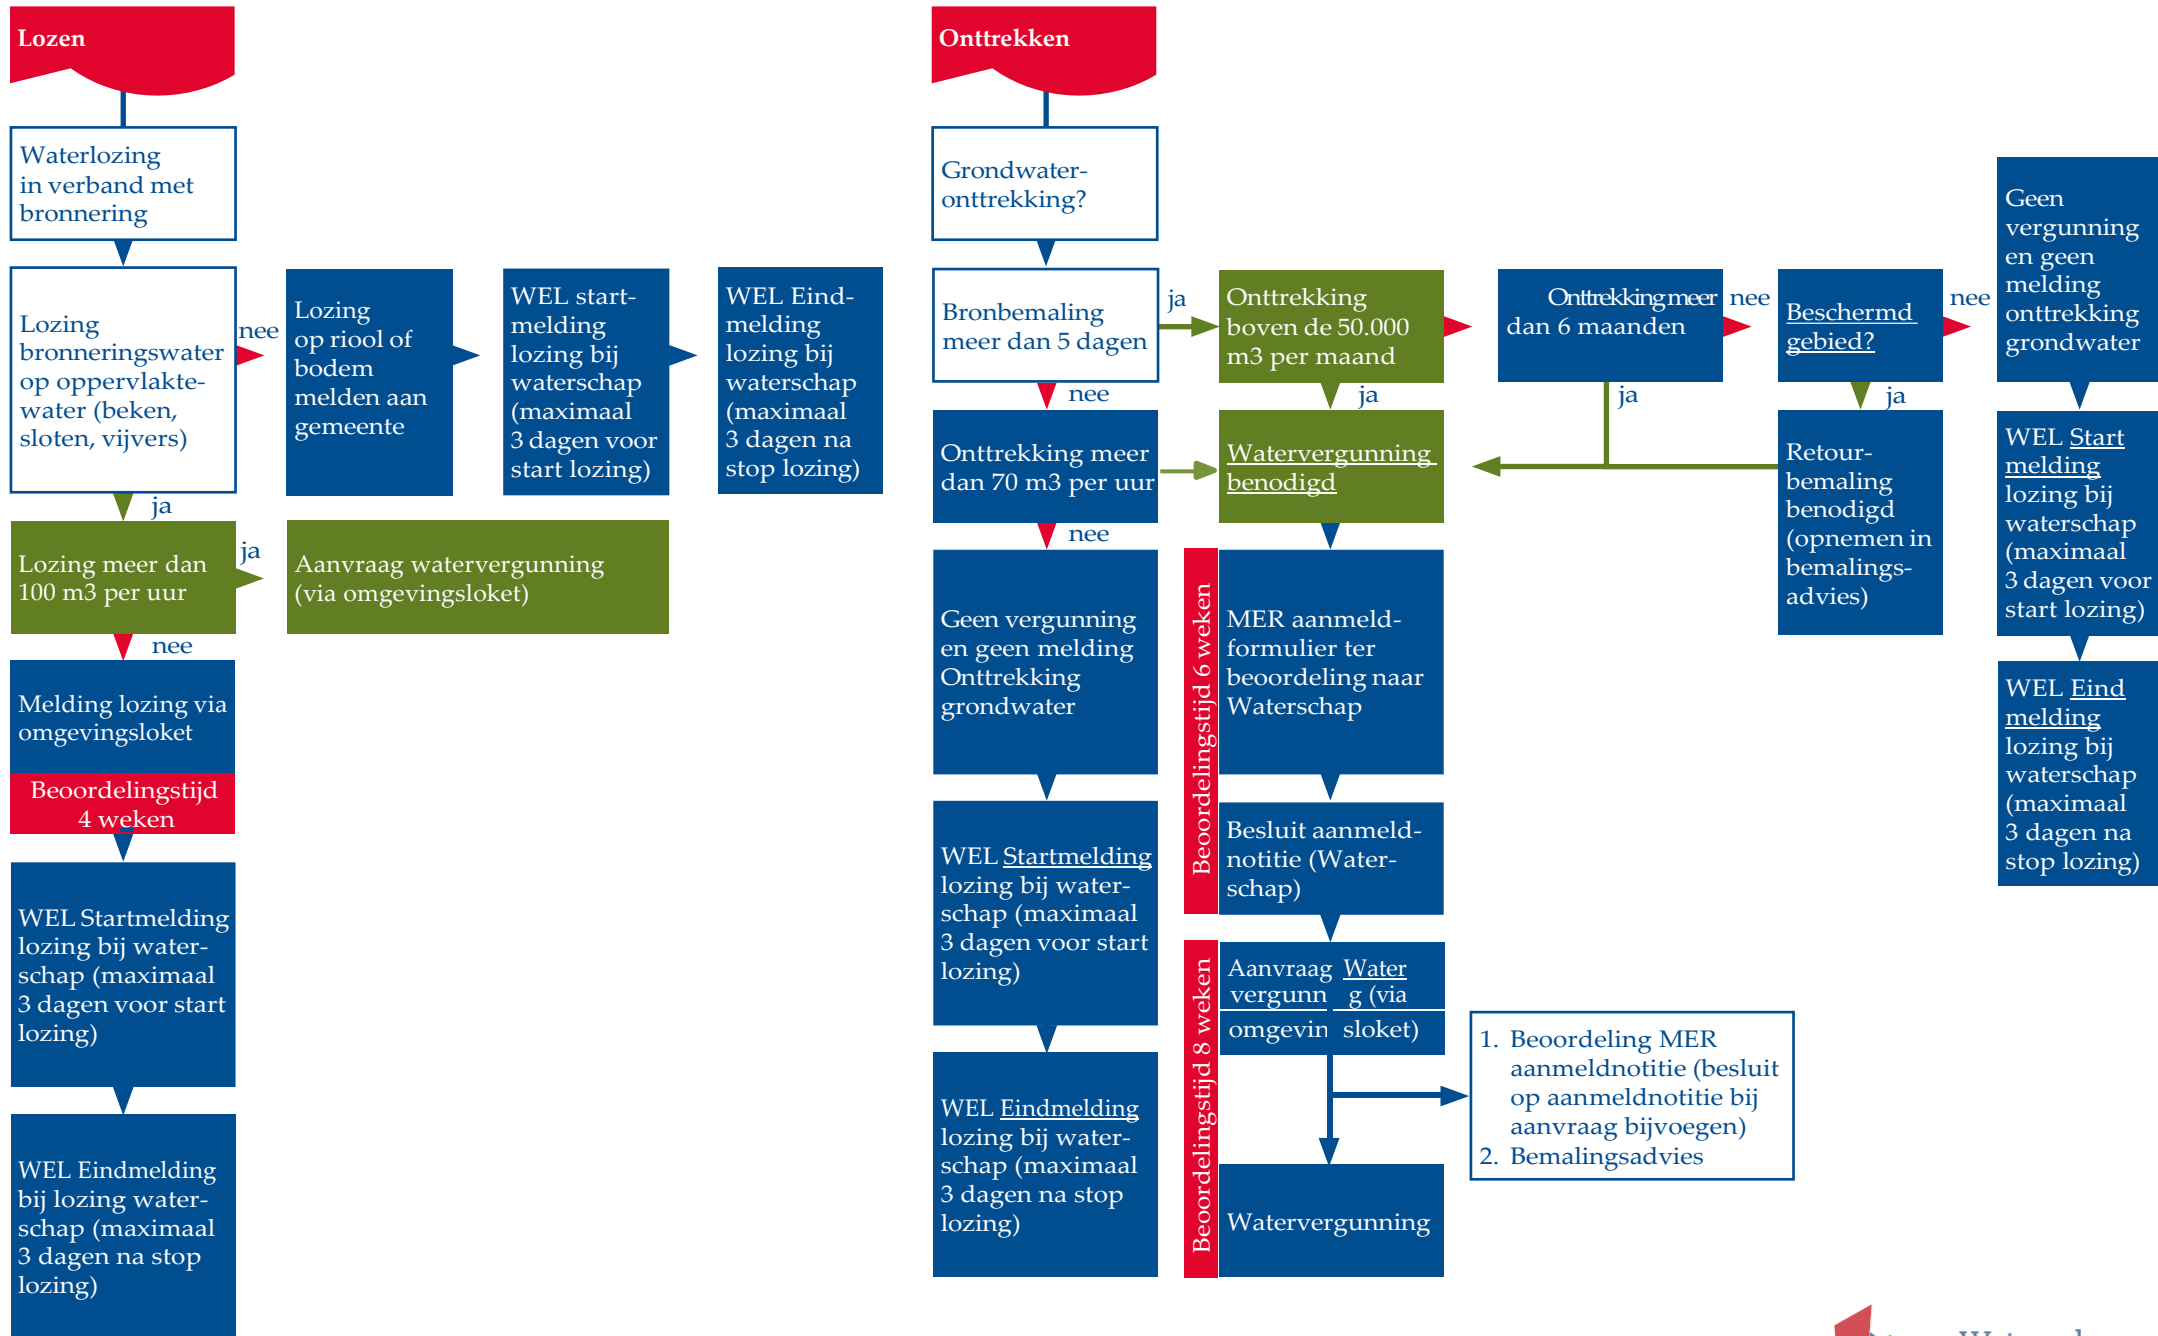 Lozen
Waterlozing
in verband met
bronnering
Lozing
bronneringswater
op oppervlakte-
water (beken,
sloten, vijvers)
nee
Lozing
op riool of
bodem
melden aan
gemeente
WEL start-
melding
lozing bij
waterschap
(maximaal
3 dagen voor
start lozing)
WEL Eind-
melding
lozing bij
waterschap
(maximaal
3 dagen na
stop lozing)
ja
Lozing meer dan
100 m3 per uur
ja
Aanvraag watervergunning
(via omgevingsloket)
nee
Melding lozing via
omgevingsloket
Beoordelingstijd
4 weken
WEL Startmelding
lozing bij water-
schap (maximaal
3 dagen voor start
lozing)
WEL Eindmelding
bij lozing water-
schap (maximaal
3 dagen na stop
lozing)
Onttrekken
Grondwater-
onttrekking?
Bronbemaling
meer dan 5 dagen
ja
Onttrekking
boven de 50.000
m3 per maand
Onttrekking meer
dan 6 maanden
nee
Beschermd
gebied?
nee
Geen
vergunning
en geen
melding
onttrekking
grondwater
nee
ja
ja
ja
Onttrekking meer
dan 70 m3 per uur
Watervergunning
benodigd
Retour-
bemaling
benodigd
(opnemen in
bemalings-
advies)
WEL Start
melding
lozing bij
waterschap
(maximaal
3 dagen voor
start lozing)
WEL Eind
melding
lozing bij
waterschap
(maximaal
3 dagen na
stop lozing)
nee
Geen vergunning
en geen melding
Onttrekking
grondwater
WEL Startmelding
lozing bij water-
schap (maximaal
3 dagen voor start
lozing)
WEL Eindmelding
lozing bij water-
schap (maximaal
3 dagen na stop
lozing)
Beoordelingstijd 6 weken
MER aanmeld-
formulier ter
beoordeling naar
Waterschap
Besluit aanmeld-
notitie (Water-
schap)
Beoordelingstijd 8 weken
Aanvraag Water
vergunn g (via
omgevin sloket)
1. Beoordeling MER
aanmeldnotitie (besluit
op aanmeldnotitie bij
aanvraag bijvoegen)
2. Bemalingsadvies
Watervergunning